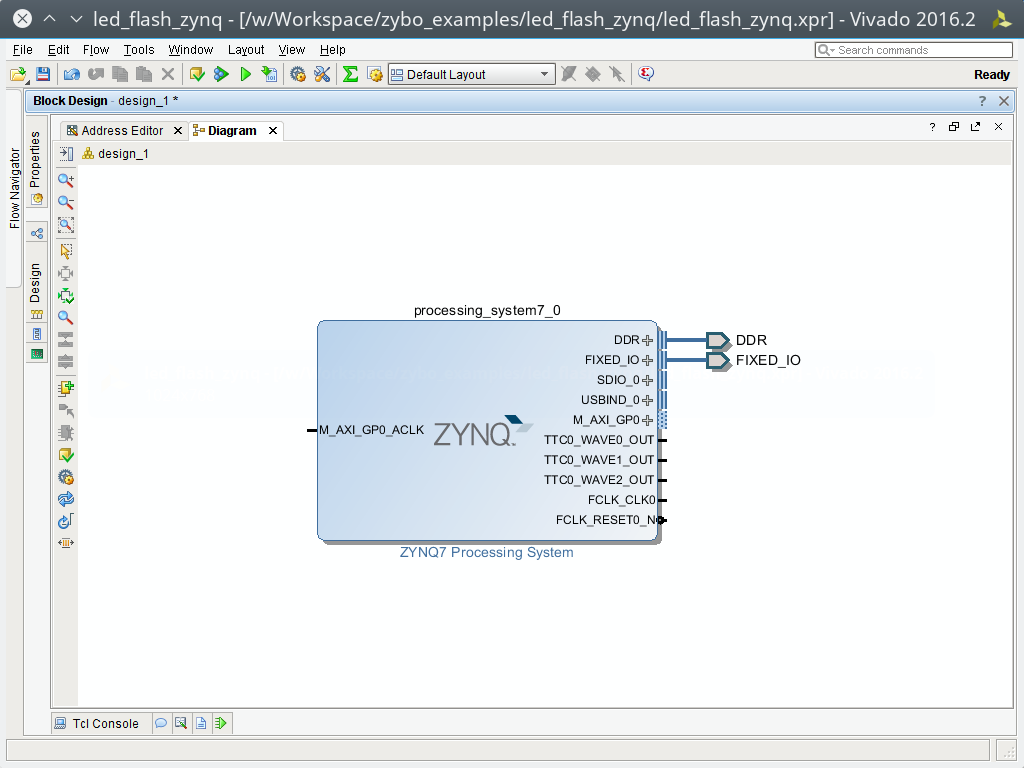 led_flash_zynq - [/w/Workspace/zybo_examples/led_flash_zynq/led_flash_zynq.xpr] - Vivado 2016.2
File Edit Flow Tools Window Layout View Help
Search commands
Default Layout
Ready
Block Design - design_1 *
Flow Navigator
Properties
Design
Address Editor
Diagram
design_1
processing_system7_0
DDR
FIXED_IO
SDIO_0
USBIND_0
M_AXI_GP0
TTC0_WAVE0_OUT
TTC0_WAVE1_OUT
TTC0_WAVE2_OUT
FCLK_CLK0
FCLK_RESET0_N
M_AXI_GP0_ACLK
ZYNQ
DDR
FIXED_IO
ZYNQ7 Processing System
Tcl Console